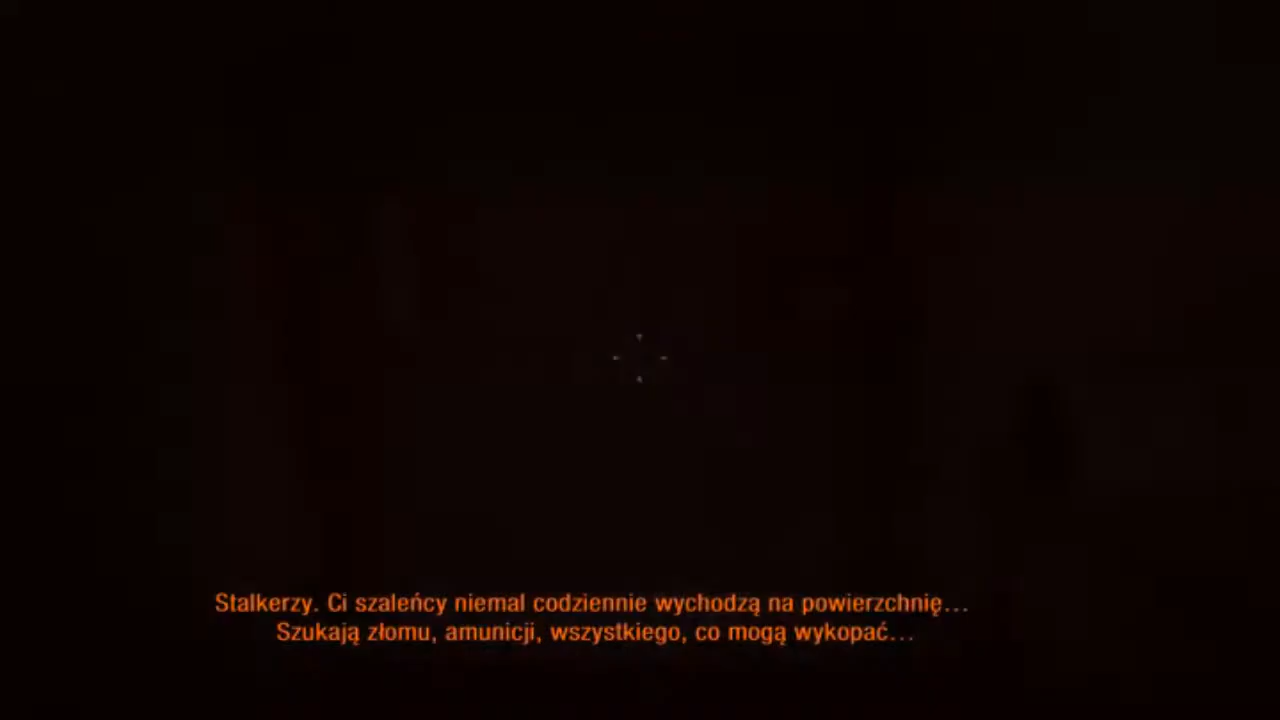 Stalkerzy. Ci szaleńcy niemal codziennie wychodzą na powierzchnię...
Szukają złomu, amunicji, wszystkiego, co mogą wykopać...